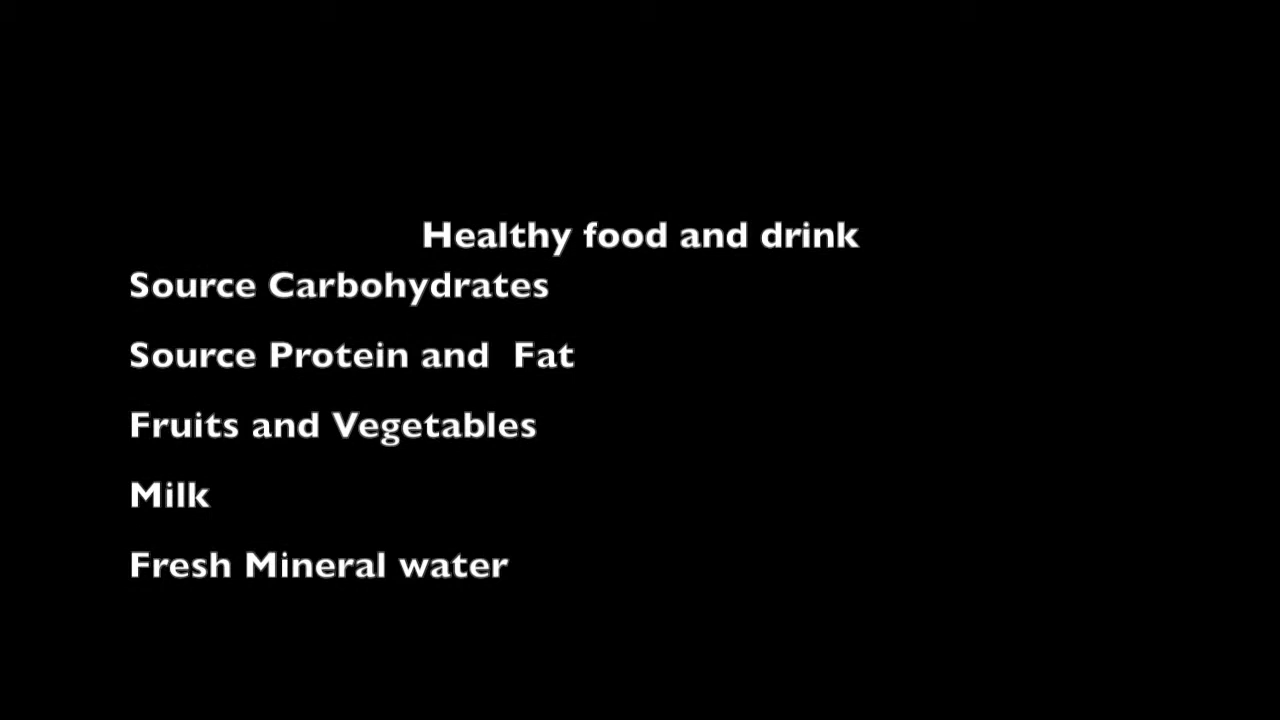 Healthy food and drink
Source Carbohydrates
Source Protein and  Fat
Fruits and Vegetables
Milk
Fresh Mineral water